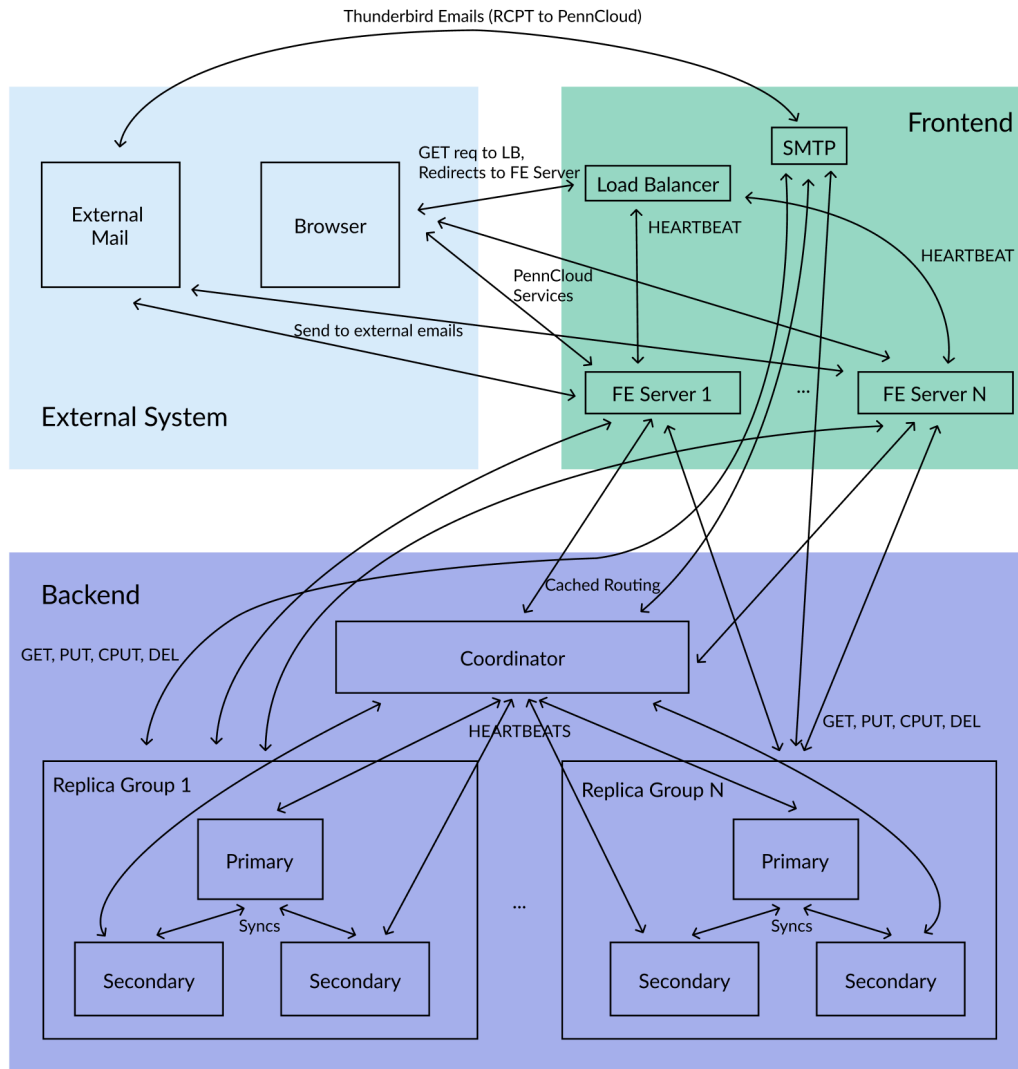 Thunderbird Emails (RCPT to PennCloud)
Frontend
SMTP
GET req to LB,
Redirects to FE Server
Load Balancer
External
Mail
Browser
HEARTBEAT
HEARTBEAT
PennCloud
Services
Send to external emails
FE Server 1
...
FE Server N
External System
Backend
Cached Routing
GET, PUT, CPUT, DEL
Coordinator
GET, PUT, CPUT, DEL
HEARTBEATS
Replica Group 1
Replica Group N
Primary
Primary
...
Syncs
Syncs
Secondary
Secondary
Secondary
Secondary